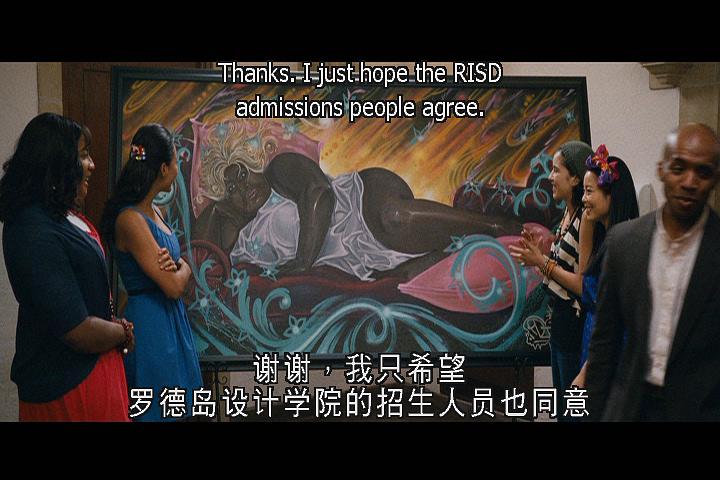 Thanks. I just hope the RISD
admissions people agree.
谢谢，我只希望
罗德岛设计学院的招生人员也同意